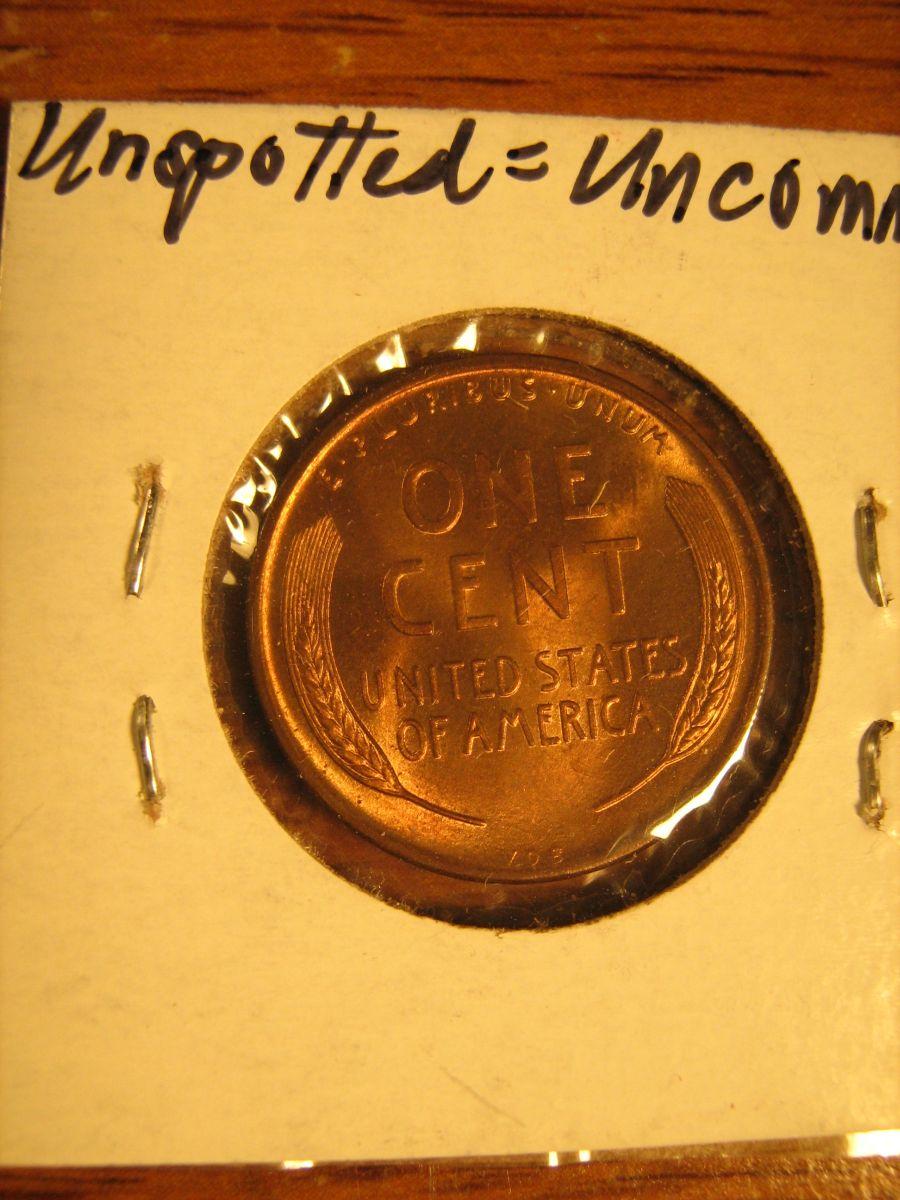 Unspotted = Uncomm
E·PLURIBUS·UNUM
ONE
CENT
UNITED STATES
OF AMERICA
V.D.B.